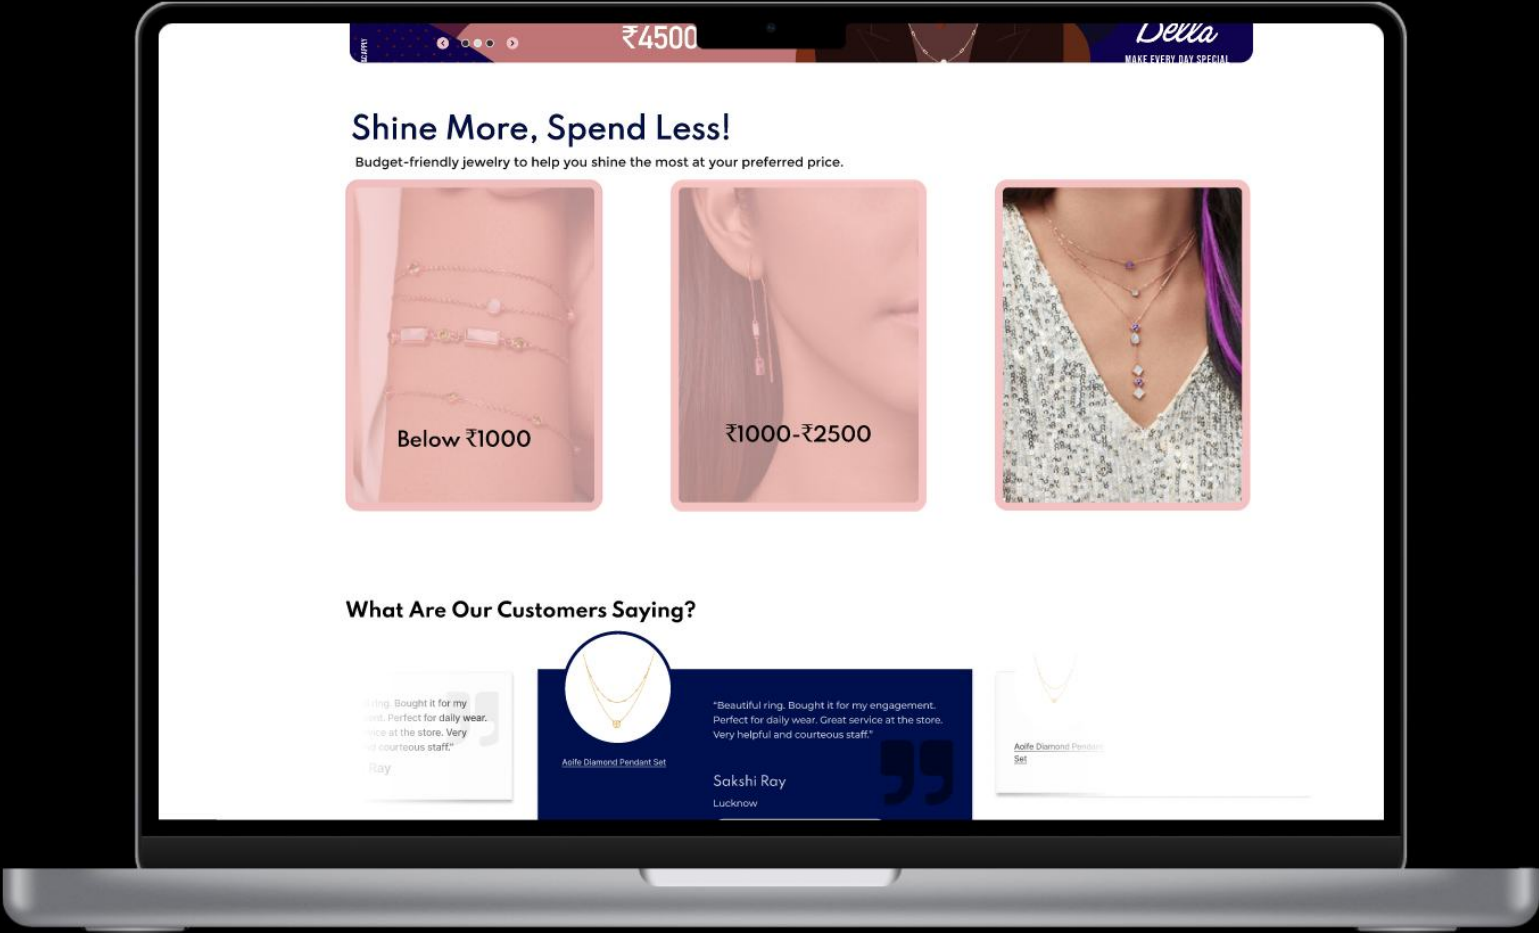 ₹4500
Bella
MAKE EVERY DAY SPECIAL
Shine More, Spend Less!
Budget-friendly jewelry to help you shine the most at your preferred price.
Below ₹1000
₹1000-₹2500
What Are Our Customers Saying?
ring. Bought it for my
Perfect for daily wear.
at the store. Very
courteous staff."
Ray
Aoife Diamond Pendant Set
"Beautiful ring. Bought it for my engagement.
Perfect for daily wear. Great service at the store.
Very helpful and courteous staff."
Sakshi Ray
Lucknow
Aoife Diamond Pendant
Set